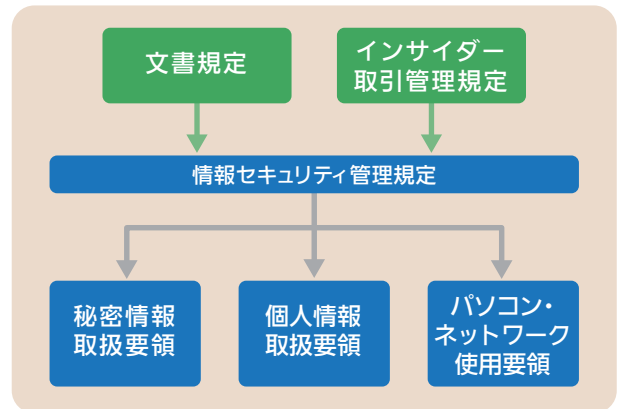 文書規定
インサイダー
取引管理規定
情報セキュリティ管理規定
秘密情報
取扱要領
個人情報
取扱要領
パソコン・
ネットワーク
使用要領